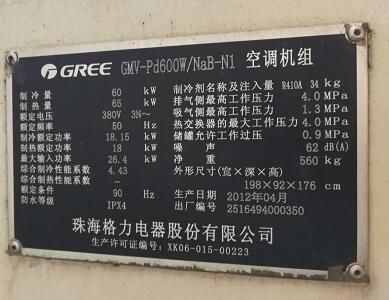 GREE GMV-Pd600W/NaB-N1 空调机组
制冷量 60 kW 制冷剂名称及注入量 R410A 34 kg
制热量 65 kW 排气侧最高工作压力 4.0 MPa
额定电压 380V 3N~ 吸气侧最高工作压力 1.3 MPa
额定频率 50 Hz 热交换器的最大工作压力 4.0 MPa
制冷额定功率 18.15 kW 储罐允许工作过压 0.9 MPa
制热额定功率 18 kW 噪声 62 dB(A)
最大输入功率 26.4 kW 净重 560 kg
综合制冷性能系数 4.43 外形尺寸(宽×深×高)
综合制热性能系数 — 198×92×176 cm
额定条件 90 Hz 生产日期 2012年04月
防水等级 IPX4 出厂编号 2516494000350
珠海格力电器股份有限公司
生产许可证编号: XK06-015-00223